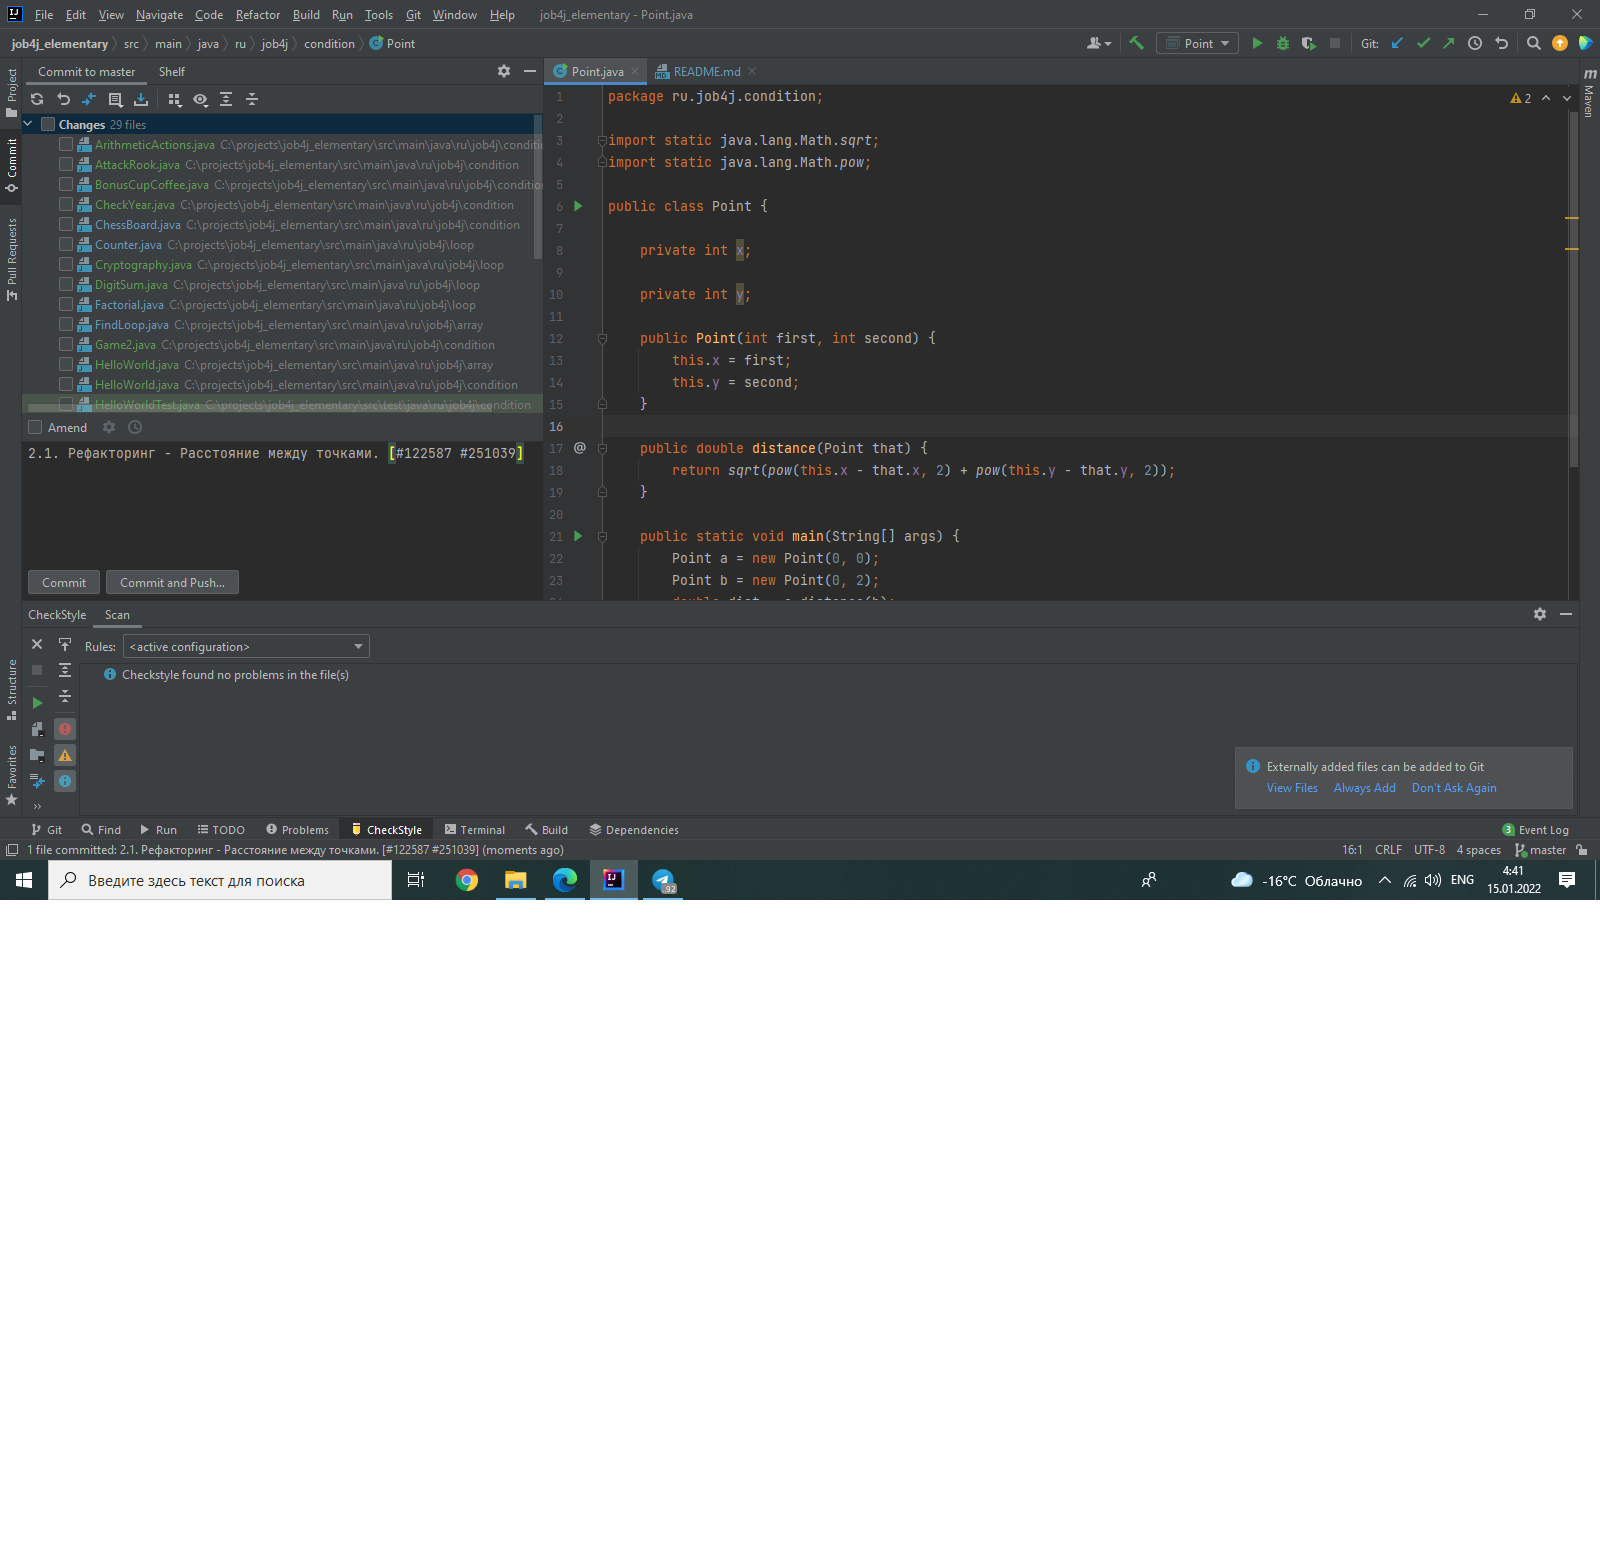 File Edit View Navigate Code Refactor Build Run Tools Git Window Help job4j_elementary - Point.java
job4j_elementary src main java ru job4j condition Point
Point Git:
Commit to master Shelf
Point.java README.md
Project
Commit
Pull Requests
Structure
Favorites
Maven
Changes 29 files
ArithmeticActions.java C:\projects\job4j_elementary\src\main\java\ru\job4j\conditio
AttackRook.java C:\projects\job4j_elementary\src\main\java\ru\job4j\condition
BonusCupCoffee.java C:\projects\job4j_elementary\src\main\java\ru\job4j\conditio
CheckYear.java C:\projects\job4j_elementary\src\main\java\ru\job4j\condition
ChessBoard.java C:\projects\job4j_elementary\src\main\java\ru\job4j\condition
Counter.java C:\projects\job4j_elementary\src\main\java\ru\job4j\loop
Cryptography.java C:\projects\job4j_elementary\src\main\java\ru\job4j\loop
DigitSum.java C:\projects\job4j_elementary\src\main\java\ru\job4j\loop
Factorial.java C:\projects\job4j_elementary\src\main\java\ru\job4j\loop
FindLoop.java C:\projects\job4j_elementary\src\main\java\ru\job4j\array
Game2.java C:\projects\job4j_elementary\src\main\java\ru\job4j\condition
HelloWorld.java C:\projects\job4j_elementary\src\main\java\ru\job4j\array
HelloWorld.java C:\projects\job4j_elementary\src\main\java\ru\job4j\condition
HelloWorldTest.java C:\projects\job4j_elementary\src\test\java\ru\job4j\condition
Amend
2.1. Рефакторинг - Расстояние между точками. [#122587 #251039]
Commit Commit and Push...
1 package ru.job4j.condition;
2
3 import static java.lang.Math.sqrt;
4 import static java.lang.Math.pow;
5
6 public class Point {
7
8 private int x;
9
10 private int y;
11
12 public Point(int first, int second) {
13 this.x = first;
14 this.y = second;
15 }
16
17 @ public double distance(Point that) {
18 return sqrt(pow(this.x - that.x, 2) + pow(this.y - that.y, 2));
19 }
20
21 public static void main(String[] args) {
22 Point a = new Point(0, 0);
23 Point b = new Point(0, 2);
2
CheckStyle Scan
Rules: <active configuration>
Checkstyle found no problems in the file(s)
Externally added files can be added to Git
View Files Always Add Don't Ask Again
Git Find Run TODO Problems CheckStyle Terminal Build Dependencies 3 Event Log
1 file committed: 2.1. Рефакторинг - Расстояние между точками. [#122587 #251039] (moments ago) 16:1 CRLF UTF-8 4 spaces master
Введите здесь текст для поиска 92 -16°C Облачно ENG 4:41
15.01.2022